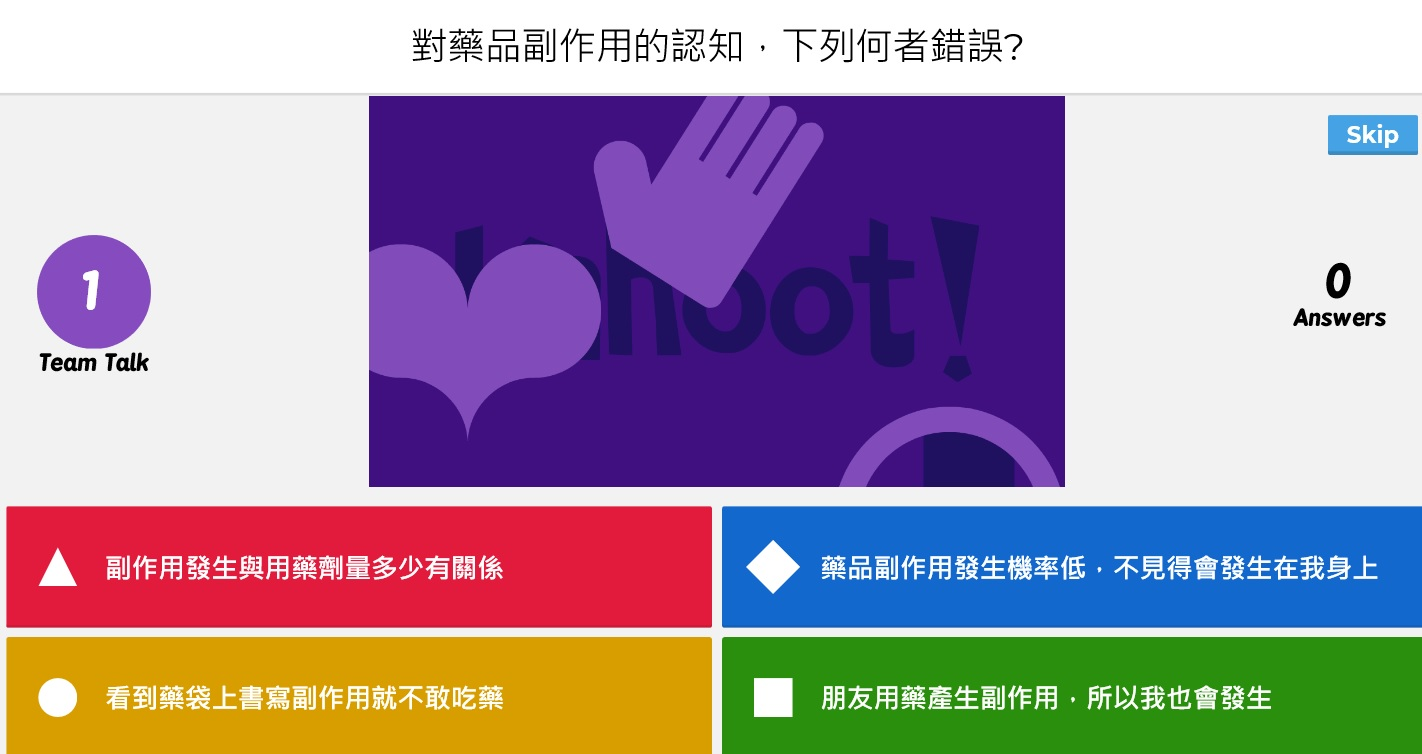 對藥品副作用的認知，下列何者錯誤?
Skip
1
Team Talk
0
Answers
副作用發生與用藥劑量多少有關係
藥品副作用發生機率低，不見得會發生在我身上
看到藥袋上書寫副作用就不敢吃藥
朋友用藥產生副作用，所以我也會發生